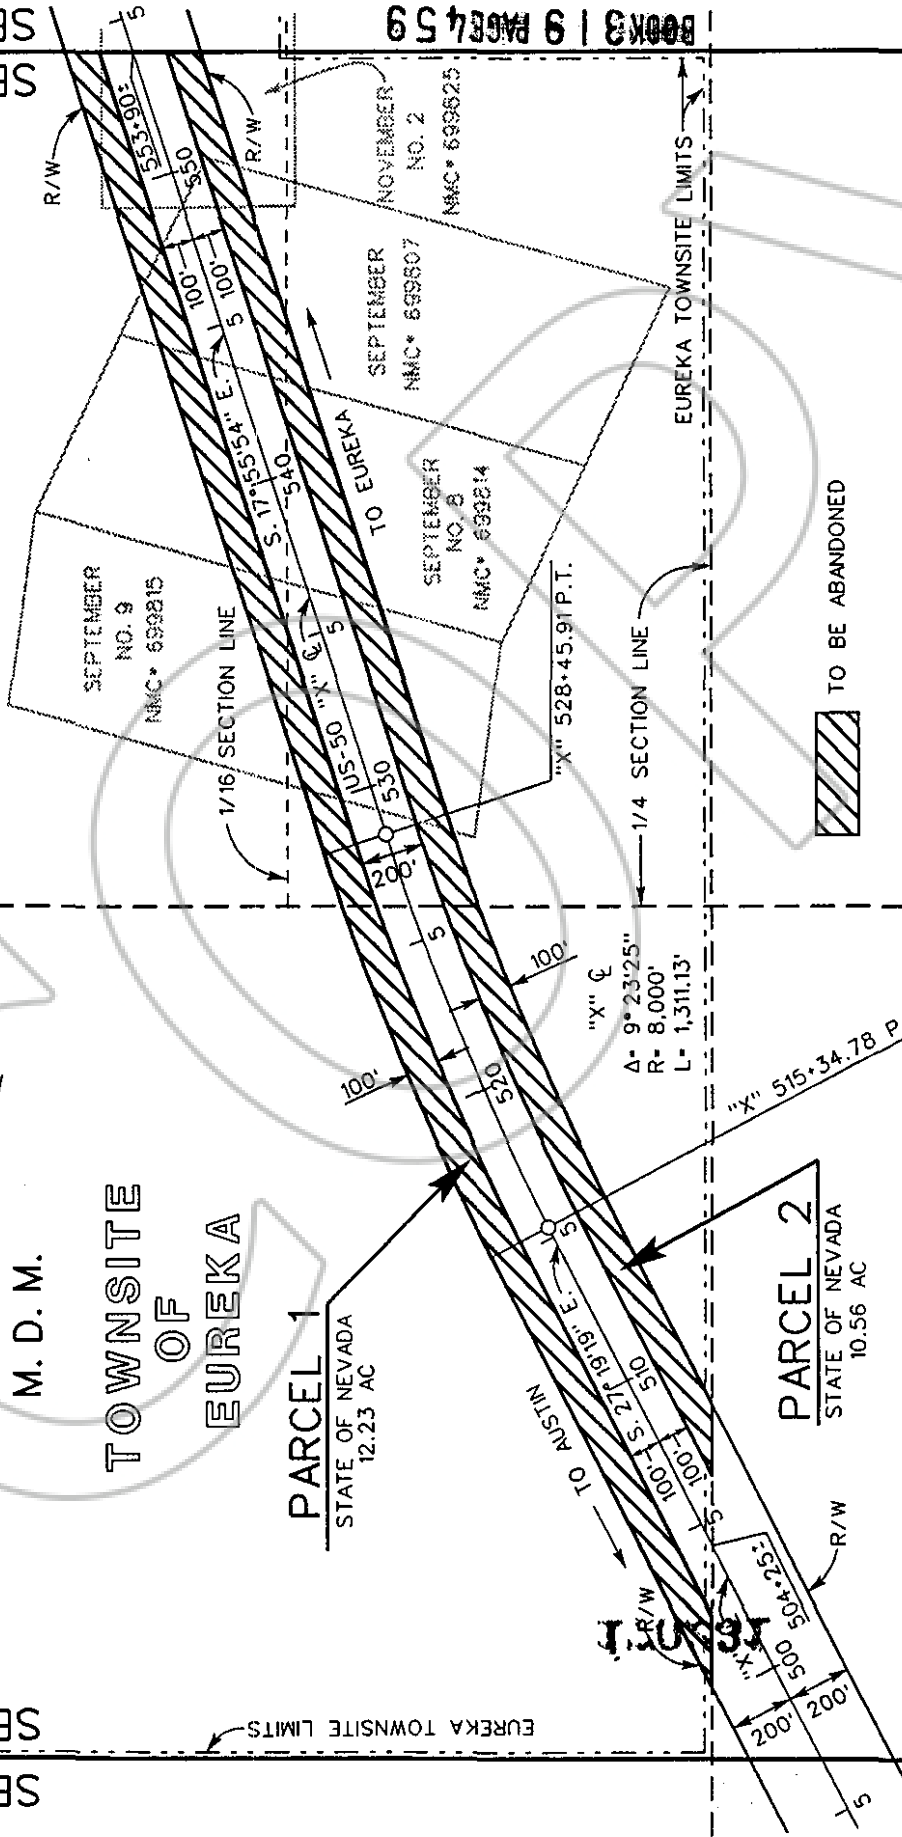 BOOK 319 PAGE 459
SE
SE
R/W
553+90±
5
550
R/W
NOVEMBER
NO. 2
NMC# 699825
EUREKA TOWNSITE LIMITS
100'
100'
5
SEPTEMBER
NMC# 699807
S. 17°55'54" E.
540
TO EUREKA
SEPTEMBER
NO. 8
NMC# 699814
SEPTEMBER
NO. 9
NMC# 699815
1/16 SECTION LINE
US-50 "X" ℄
5
530
"X" 528+45.91 P.T.
1/4 SECTION LINE
TO BE ABANDONED
200'
5
100'
100'
520
"X" ℄
Δ= 9°23'25"
R= 8,000'
L= 1,311.13'
"X" 515+34.78 P
5
M. D. M.
TOWNSITE
OF
EUREKA
PARCEL 1
STATE OF NEVADA
12.23 AC
PARCEL 2
STATE OF NEVADA
10.56 AC
S. 27°19'19" E.
510
TO AUSTIN
100'
100'
5
R/W
R/W
504+25±
"X"
500
200'
200'
5
EUREKA TOWNSITE LIMITS
SE
SE